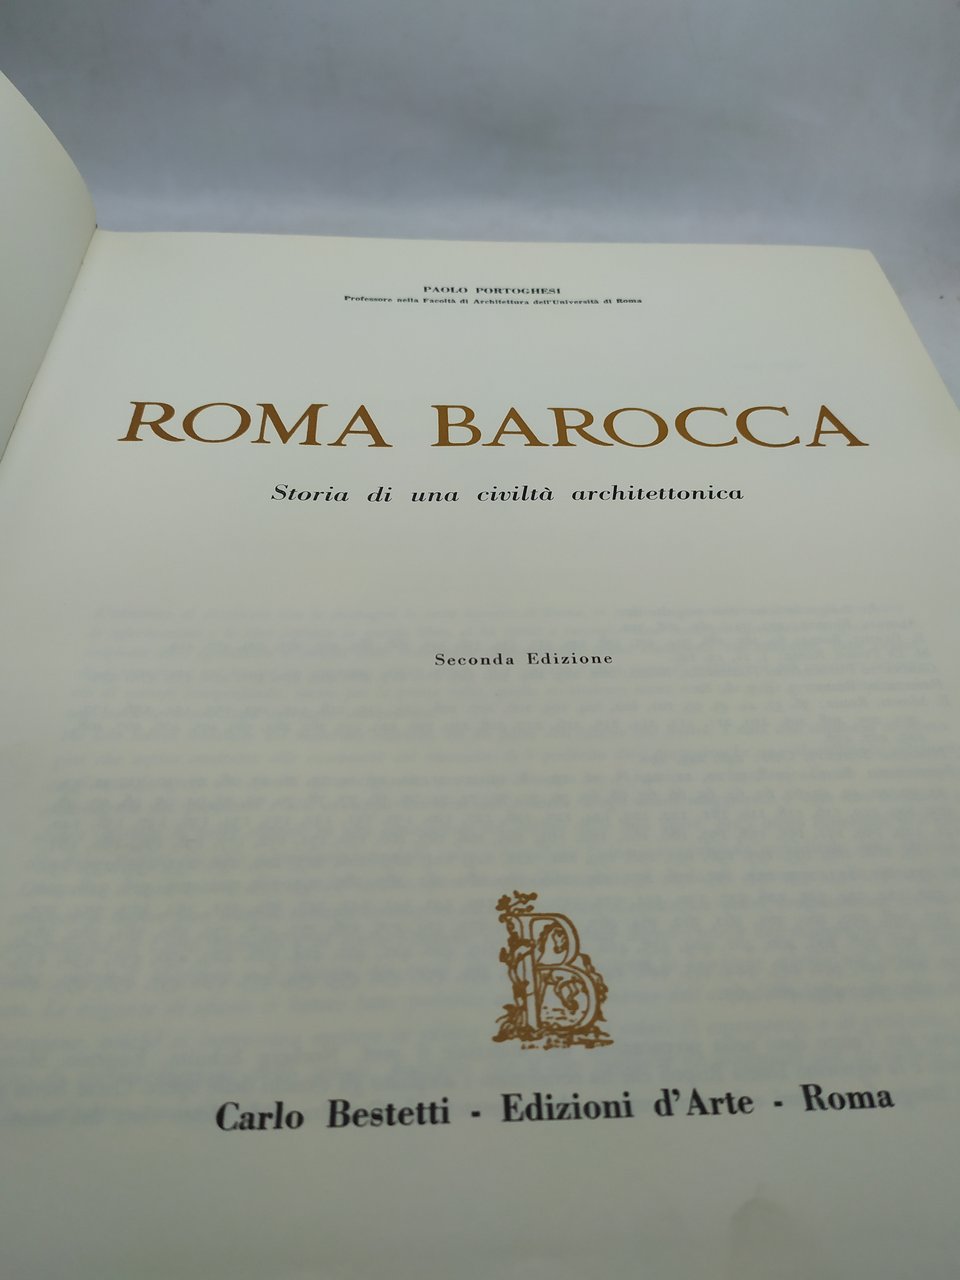 PAOLO PORTOGHESI
Professore nella Facoltà di Architettura dell'Università di Roma
ROMA BAROCCA
Storia di una civiltà architettonica
Seconda Edizione
B
Carlo Bestetti - Edizioni d'Arte - Roma